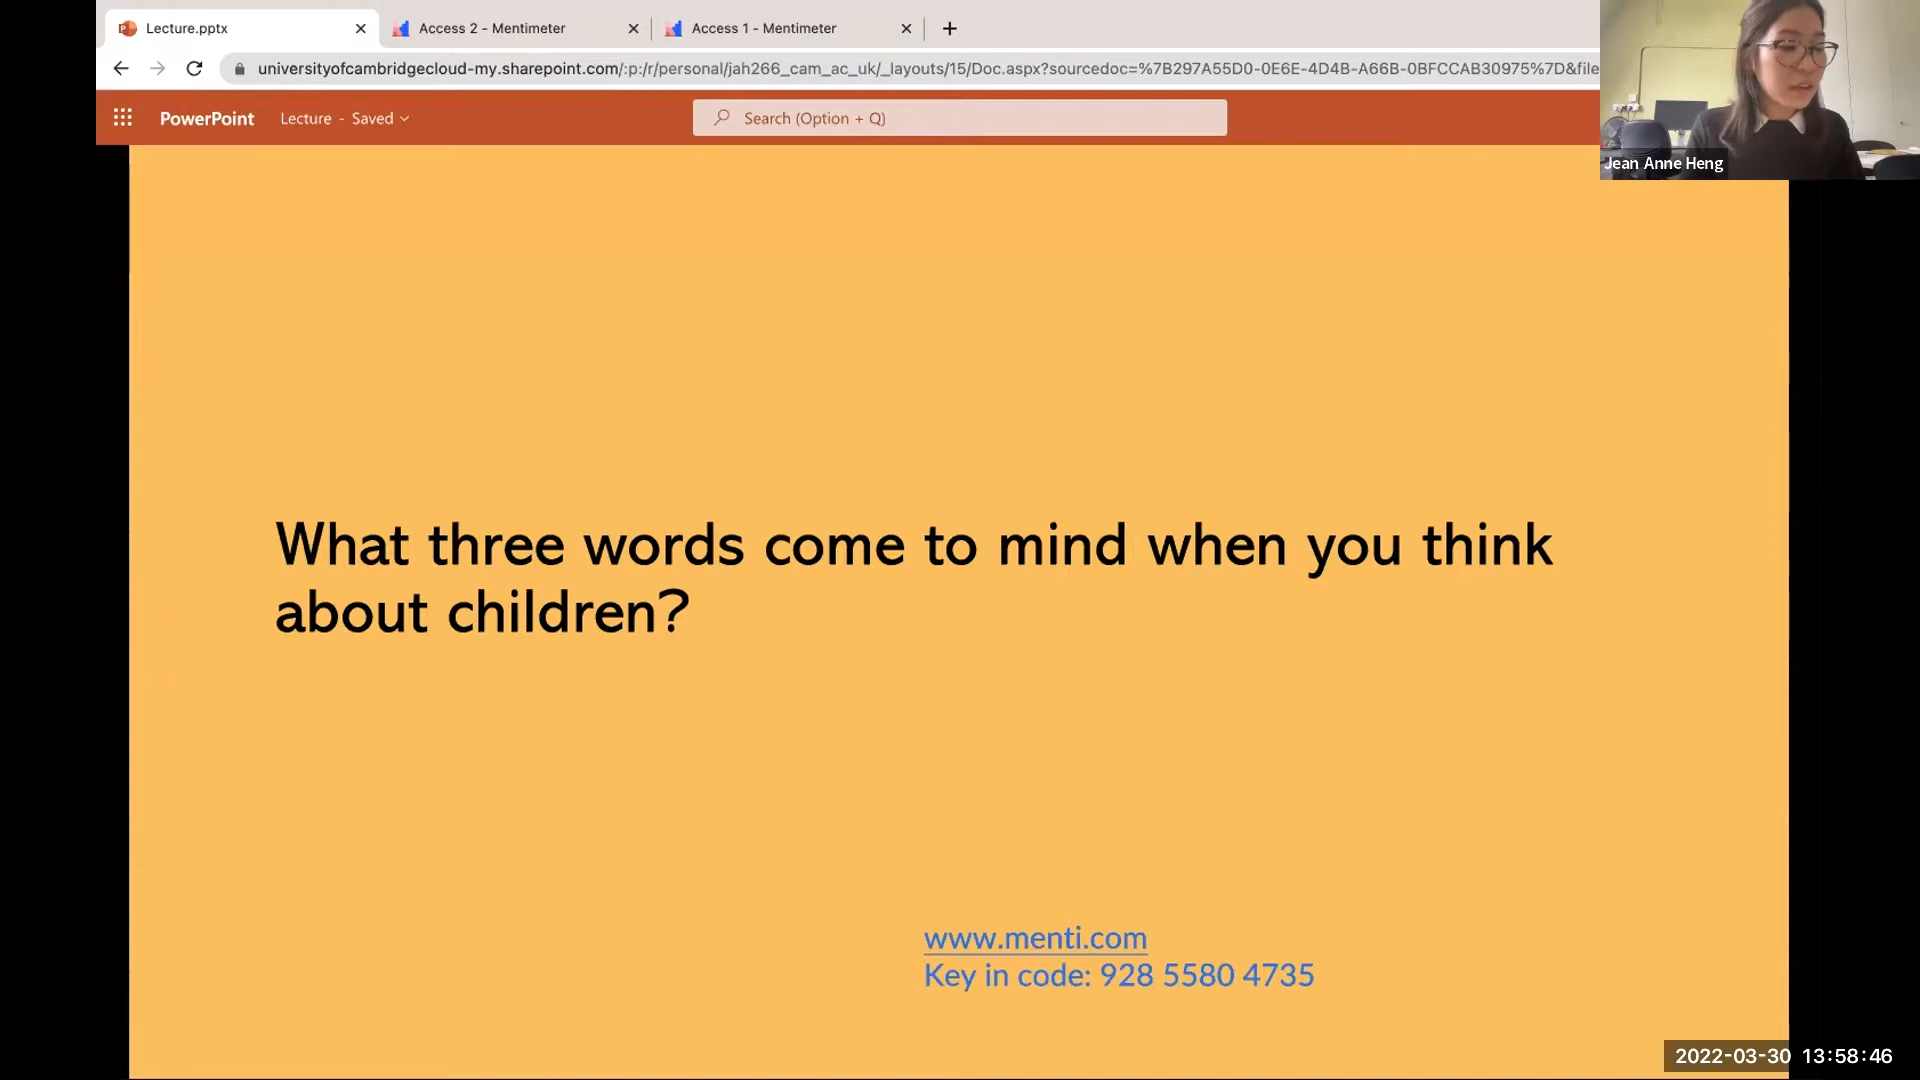 Lecture.pptx
Access 2 - Mentimeter
Access 1 - Mentimeter
universityofcambridgecloud-my.sharepoint.com/:p:/r/personal/jah266_cam_ac_uk/_layouts/15/Doc.aspx?sourcedoc=%7B297A55D0-0E6E-4D4B-A66B-0BFCCAB30975%7D&file
PowerPoint
Lecture - Saved
Search (Option + Q)
Jean Anne Heng
What three words come to mind when you think
about children?
www.menti.com
Key in code: 928 5580 4735
2022-03-30 13:58:46